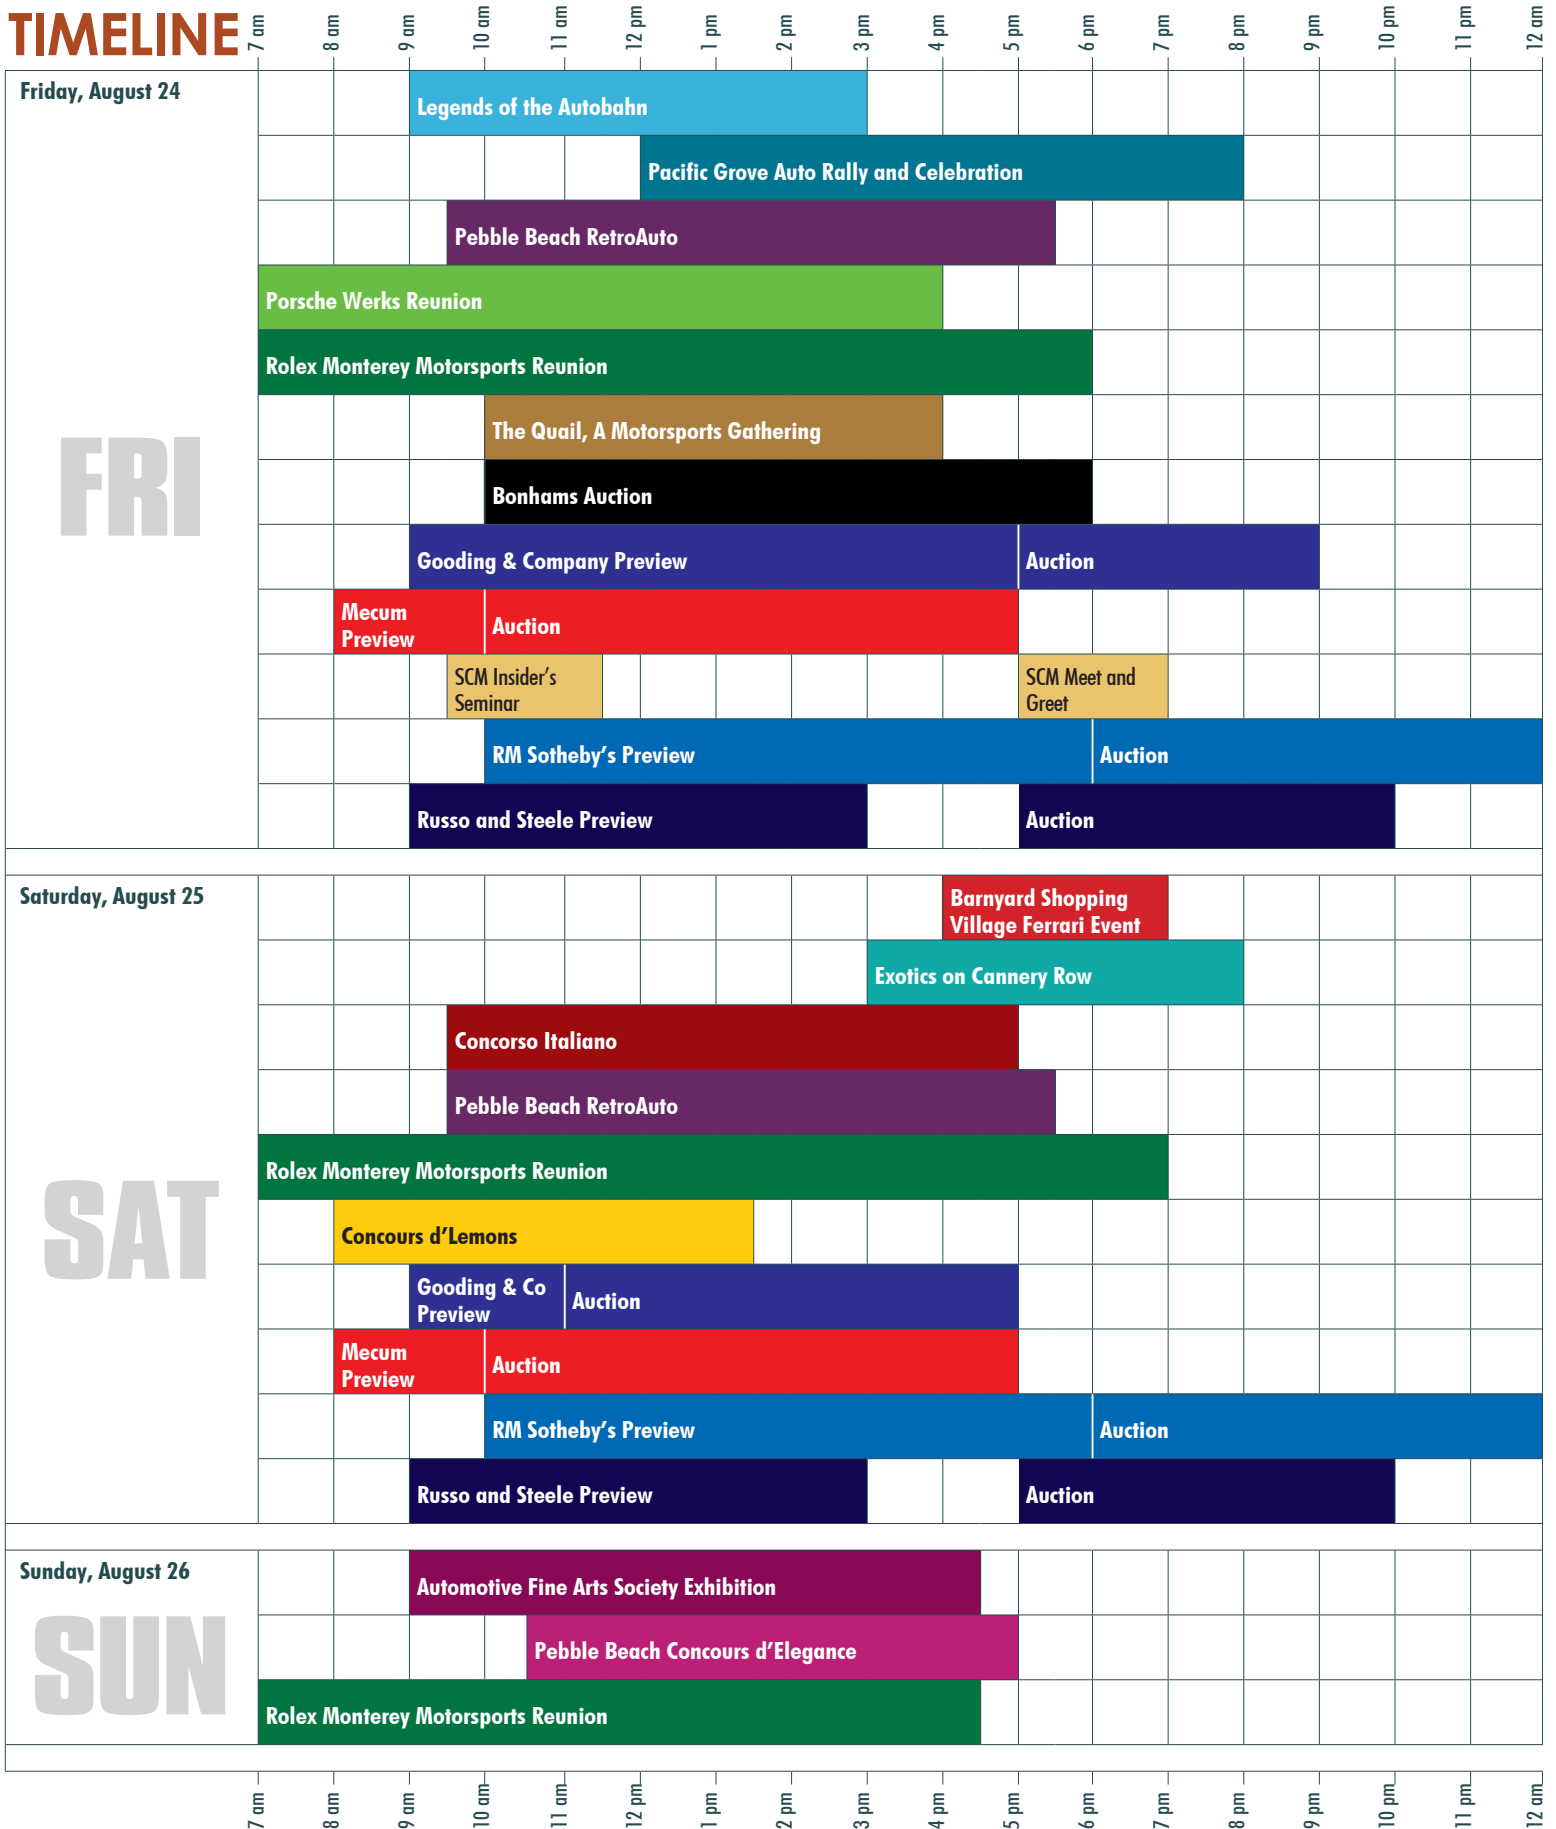 TIMELINE
7 am
8 am
9 am
10 am
11 am
12 pm
1 pm
2 pm
3 pm
4 pm
5 pm
6 pm
7 pm
8 pm
9 pm
10 pm
11 pm
12 am
Friday, August 24
FRI
Legends of the Autobahn
Pacific Grove Auto Rally and Celebration
Pebble Beach RetroAuto
Porsche Werks Reunion
Rolex Monterey Motorsports Reunion
The Quail, A Motorsports Gathering
Bonhams Auction
Gooding & Company Preview
Auction
Mecum
Preview
Auction
SCM Insider's
Seminar
SCM Meet and
Greet
RM Sotheby's Preview
Auction
Russo and Steele Preview
Auction
Saturday, August 25
SAT
Barnyard Shopping
Village Ferrari Event
Exotics on Cannery Row
Concorso Italiano
Pebble Beach RetroAuto
Rolex Monterey Motorsports Reunion
Concours d'Lemons
Gooding & Co
Preview
Auction
Mecum
Preview
Auction
RM Sotheby's Preview
Auction
Russo and Steele Preview
Auction
Sunday, August 26
SUN
Automotive Fine Arts Society Exhibition
Pebble Beach Concours d'Elegance
Rolex Monterey Motorsports Reunion
7 am
8 am
9 am
10 am
11 am
12 pm
1 pm
2 pm
3 pm
4 pm
5 pm
6 pm
7 pm
8 pm
9 pm
10 pm
11 pm
12 am